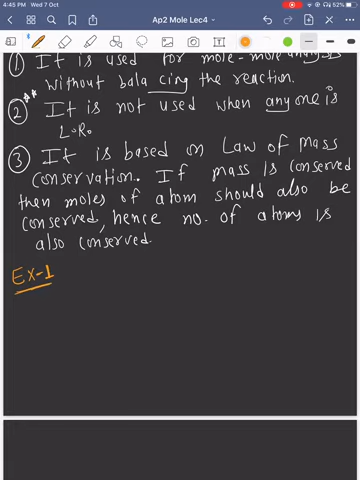 4:45 PM Wed 7 Oct
52%
Ap2 Mole Lec4
① It is used for mole-mole analysis
without bala cing the reaction.
②** It is not used when any one is
L.R.
③ It is based on Law of mass
conservation. If mass is conserved
then moles of atom should also be
conserved, hence no. of atoms is
also conserved.
Ex-1